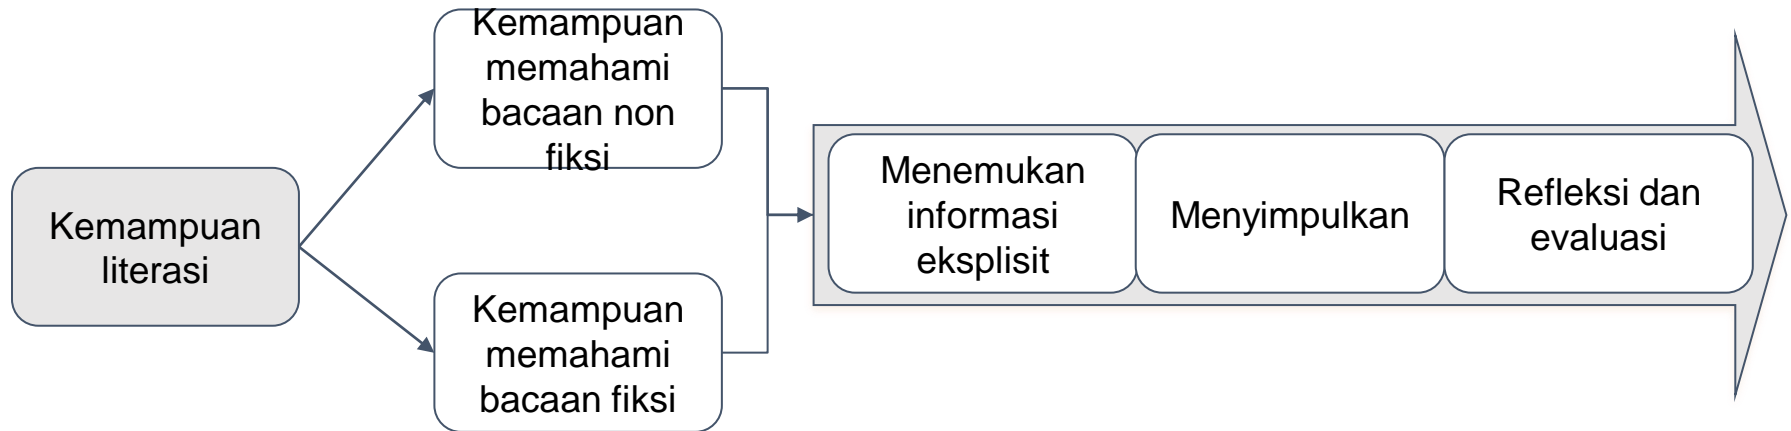 Kemampuan
literasi
Kemampuan
memahami
bacaan non
fiksi
Kemampuan
memahami
bacaan fiksi
Menemukan
informasi
eksplisit
Menyimpulkan
Refleksi dan
evaluasi